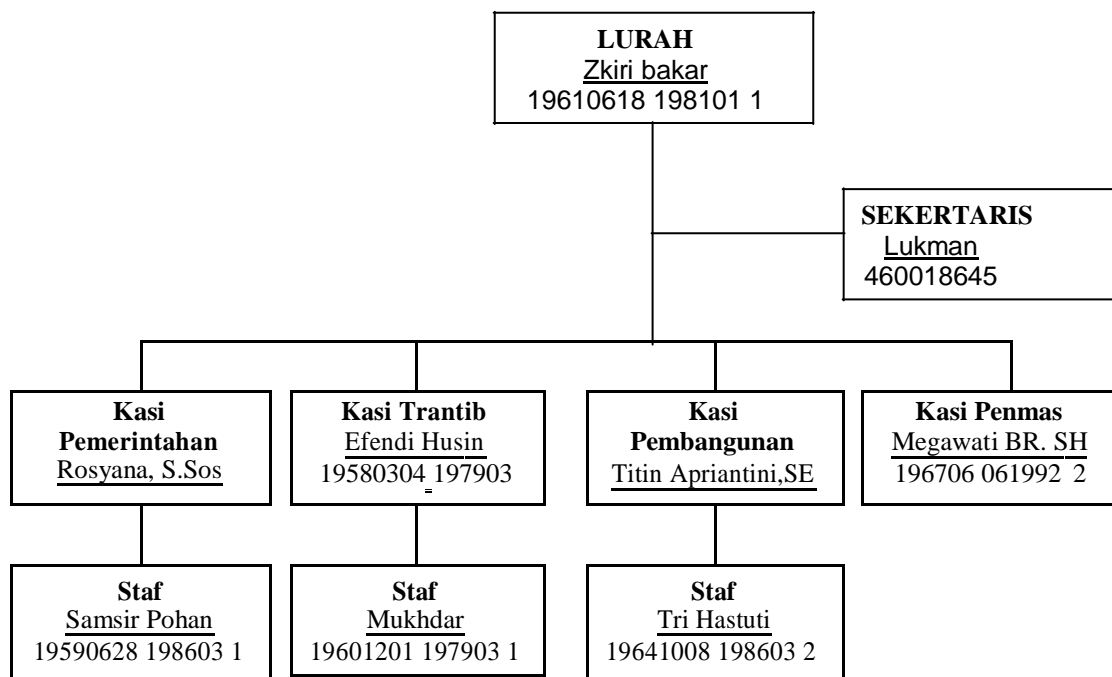 LURAH
Zkiri bakar
19610618 198101 1
SEKERTARIS
Lukman
460018645
Kasi
Pemerintahan
Rosyana, S.Sos
Kasi Trantib
Efendi Husin
19580304 197903
Kasi
Pembangunan
Titin Apriantini,SE
Kasi Penmas
Megawati BR. SH
196706 061992 2
Staf
Samsir Pohan
19590628 198603 1
Staf
Mukhdar
19601201 197903 1
Staf
Tri Hastuti
19641008 198603 2